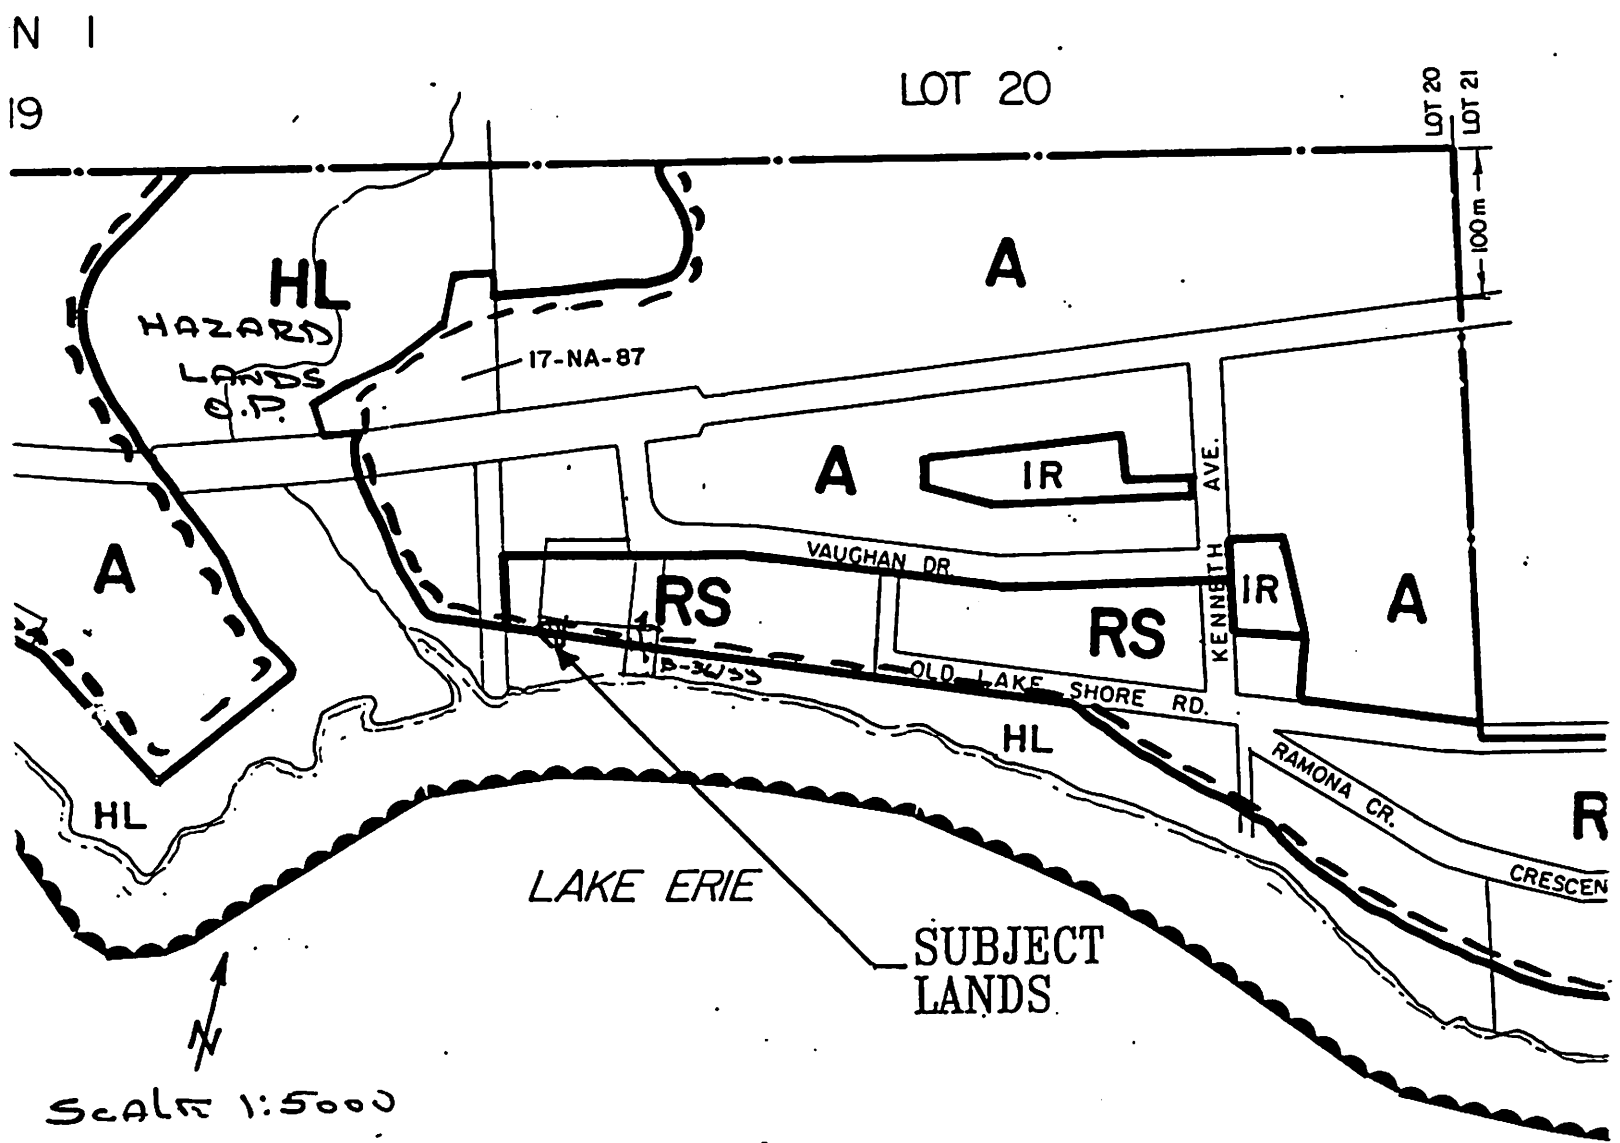 N 1
19
LOT 20
LOT 20
LOT 21
100m
HL
HAZARD
LANDS
O.P.
A
17-NA-87
A
IR
KENNETH AVE.
VAUGHAN DR.
A
RS
RS
IR
A
OLD LAKE SHORE RD.
HL
RAMONA CR.
R
CRESCEN
HL
LAKE ERIE
SUBJECT
LANDS
N
SCALE 1:5000